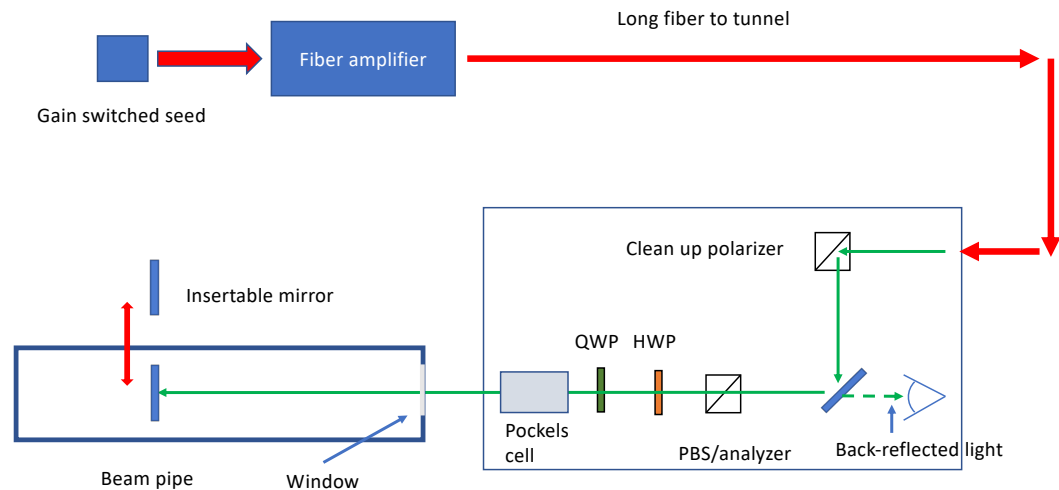 Long fiber to tunnel
Fiber amplifier
Gain switched seed
Clean up polarizer
Insertable mirror
QWP
HWP
Pockels
cell
PBS/analyzer
Back-reflected light
Beam pipe
Window